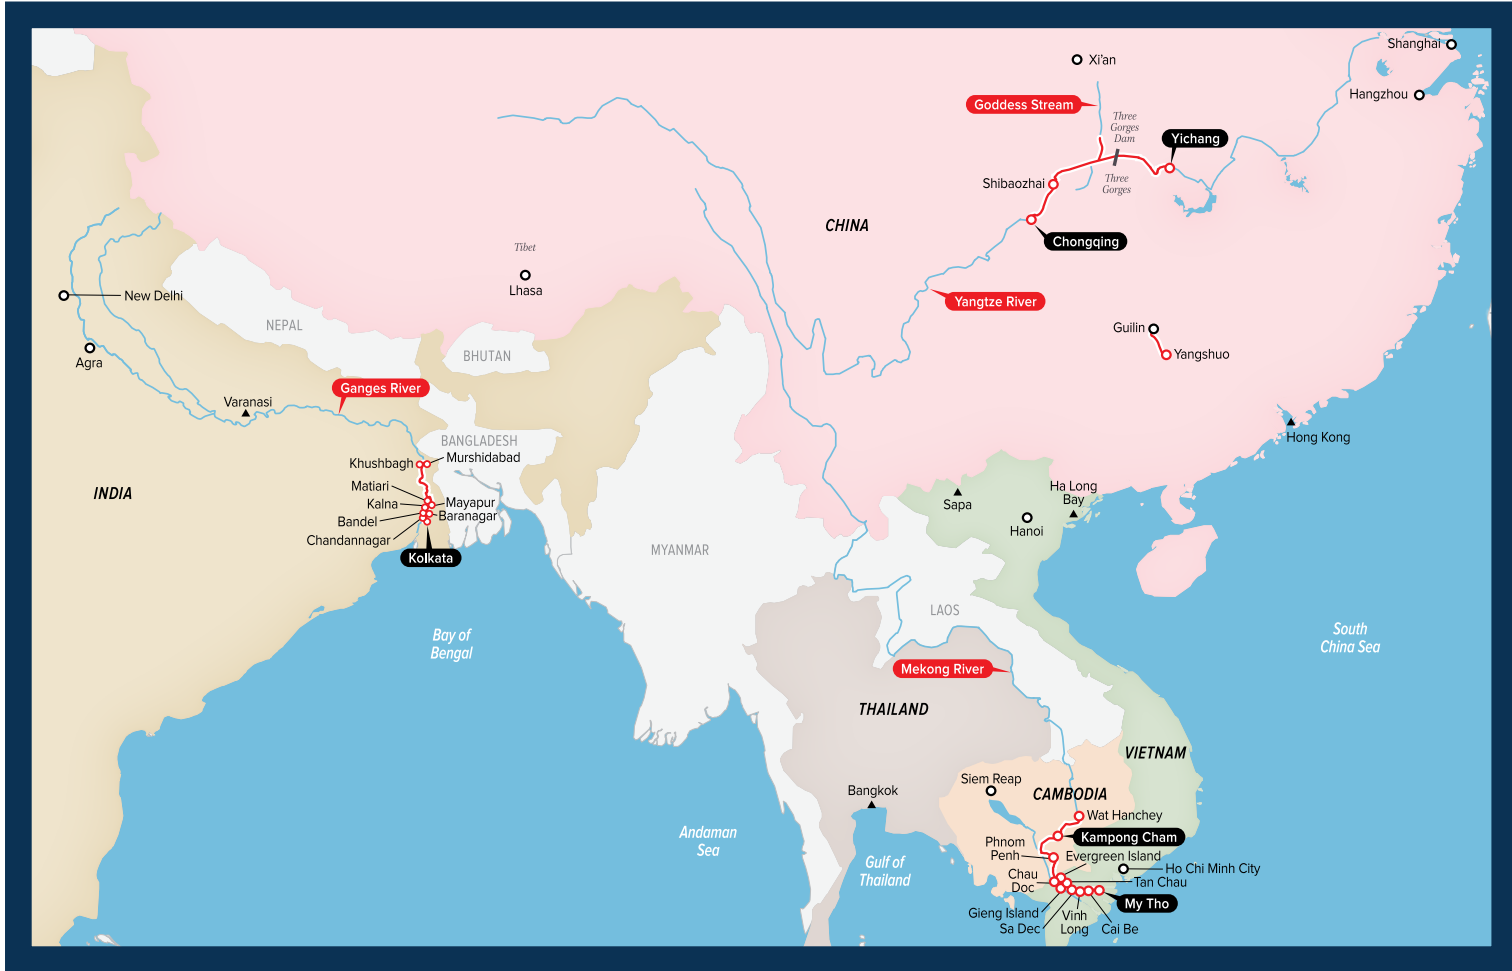 Shanghai
Xi'an
Hangzhou
Goddess Stream
Three
Gorges
Dam
Yichang
Three
Gorges
Shibaozhai
CHINA
Chongqing
Tibet
Lhasa
New Delhi
Yangtze River
NEPAL
Guilin
BHUTAN
Yangshuo
Agra
Ganges River
Varanasi
Hong Kong
BANGLADESH
Khushbagh
Murshidabad
Matiari
INDIA
Kalna
Mayapur
Bandel
Baranagar
Chandannagar
Kolkata
Sapa
Ha Long
Bay
Hanoi
MYANMAR
LAOS
Bay of
Bengal
South
China Sea
Mekong River
THAILAND
VIETNAM
Siem Reap
CAMBODIA
Bangkok
Wat Hanchey
Kampong Cham
Andaman
Sea
Phnom
Penh
Evergreen Island
Gulf of
Thailand
Ho Chi Minh City
Chau
Doc
Tan Chau
My Tho
Gieng Island
Sa Dec
Vinh
Long
Cai Be